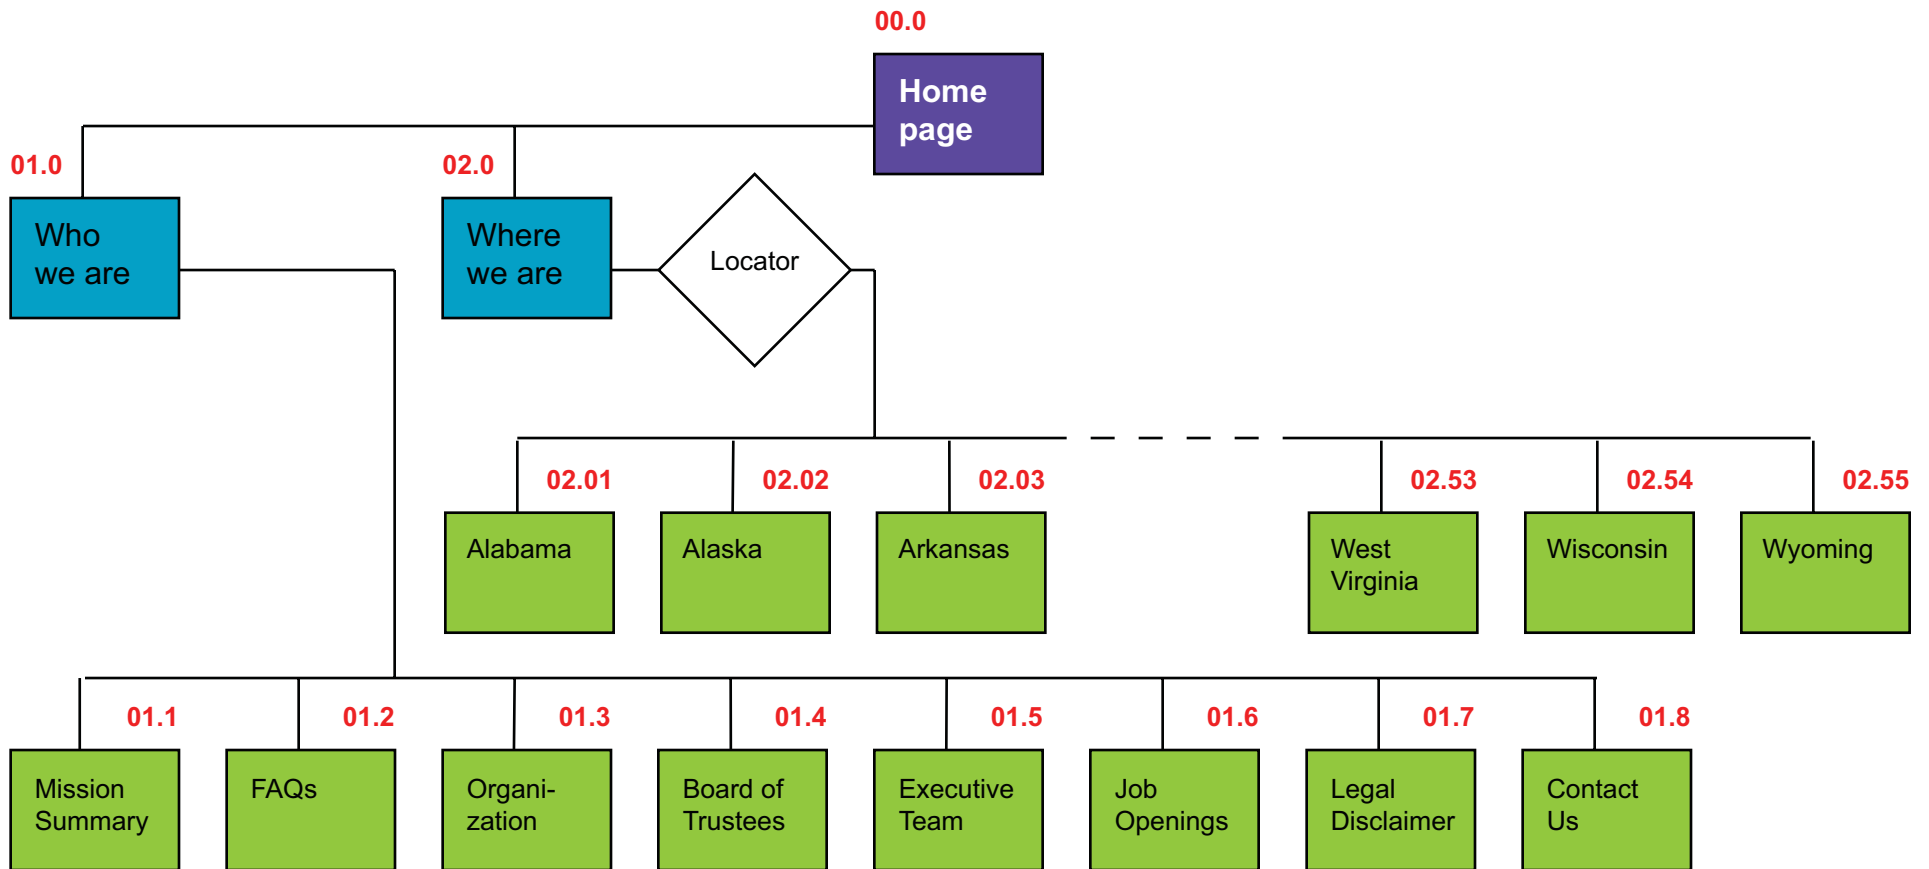 00.0
Home
page
01.0
Who
we are
02.0
Where
we are
Locator
02.01
Alabama
02.02
Alaska
02.03
Arkansas
02.53
West
Virginia
02.54
Wisconsin
02.55
Wyoming
01.1
Mission
Summary
01.2
FAQs
01.3
Organi-
zation
01.4
Board of
Trustees
01.5
Executive
Team
01.6
Job
Openings
01.7
Legal
Disclaimer
01.8
Contact
Us